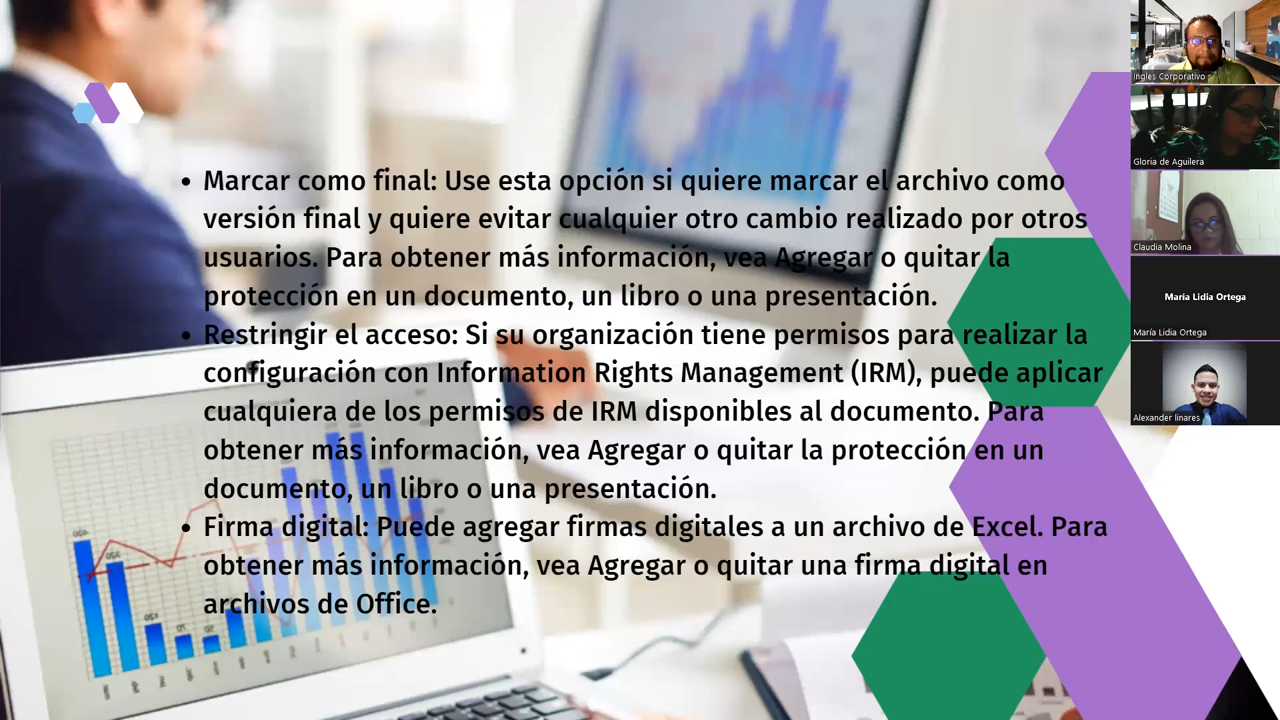 Marcar como final: Use esta opción si quiere marcar el archivo como
versión final y quiere evitar cualquier otro cambio realizado por otros
usuarios. Para obtener más información, vea Agregar o quitar la
protección en un documento, un libro o una presentación.
Restringir el acceso: Si su organización tiene permisos para realizar la
configuración con Information Rights Management (IRM), puede aplicar
cualquiera de los permisos de IRM disponibles al documento. Para
obtener más información, vea Agregar o quitar la protección en un
documento, un libro o una presentación.
Firma digital: Puede agregar firmas digitales a un archivo de Excel. Para
obtener más información, vea Agregar o quitar una firma digital en
archivos de Office.
Ingles Corporativo
Gloria de Aguilera
Claudia Molina
María Lidia Ortega
María Lidia Ortega
Alexander linares